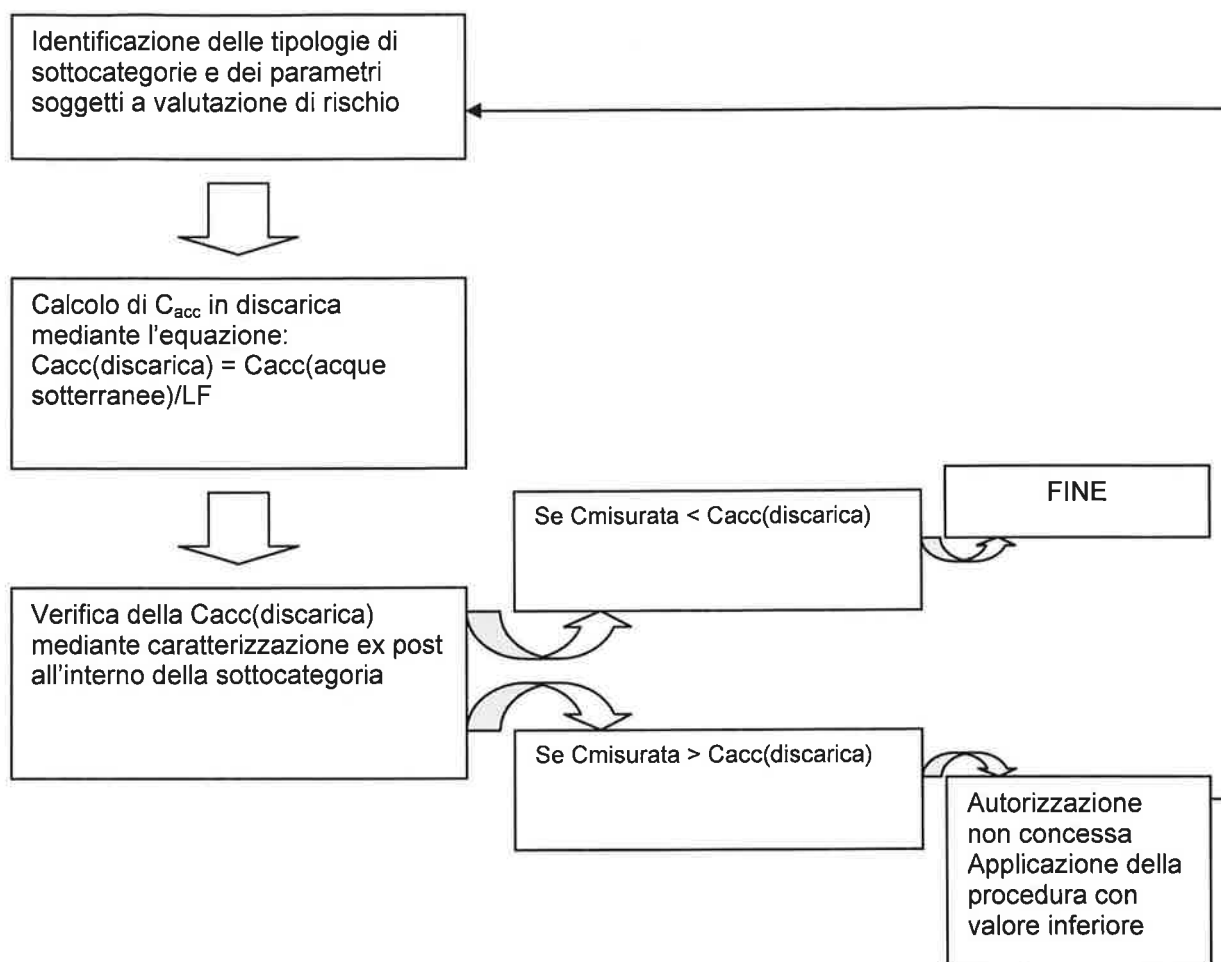 Identificazione delle tipologie di
sottocategorie e dei parametri
soggetti a valutazione di rischio
Calcolo di Cacc in discarica
mediante l'equazione:
Cacc(discarica) = Cacc(acque
sotterranee)/LF
Verifica della Cacc(discarica)
mediante caratterizzazione ex post
all'interno della sottocategoria
Se Cmisurata < Cacc(discarica)
FINE
Se Cmisurata > Cacc(discarica)
Autorizzazione
non concessa
Applicazione della
procedura con
valore inferiore